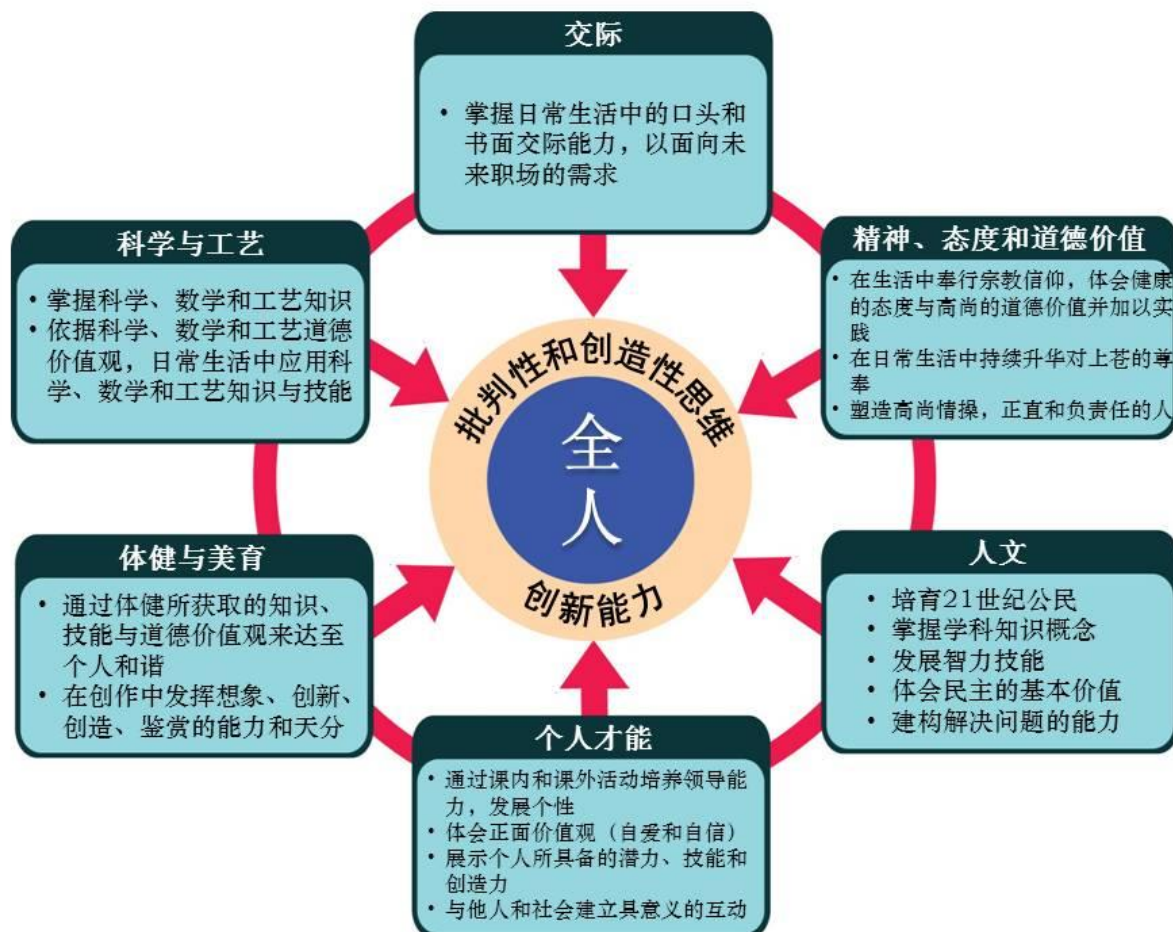 交际
• 掌握日常生活中的口头和
书面交际能力，以面向未
来职场的需求
科学与工艺
• 掌握科学、数学和工艺知识
• 依据科学、数学和工艺道德
价值观，日常生活中应用科
学、数学和工艺知识与技能
精神、态度和道德价值
• 在生活中奉行宗教信仰，体会健康
的态度与高尚的道德价值并加以实
践
• 在日常生活中持续升华对上苍的尊
奉
• 塑造高尚情操，正直和负责任的人
批判性和创造性思维
全
人
创新能力
体健与美育
• 通过体健所获取的知识、
技能与道德价值观来达至
个人和谐
• 在创作中发挥想象、创新、
创造、鉴赏的能力和天分
人文
• 培育21世纪公民
• 掌握学科知识概念
• 发展智力技能
• 体会民主的基本价值
• 建构解决问题的能力
个人才能
• 通过课内和课外活动培养领导能
力，发展个性
• 体会正面价值观（自爱和自信）
• 展示个人所具备的潜力、技能和
创造力
• 与他人和社会建立具意义的互动